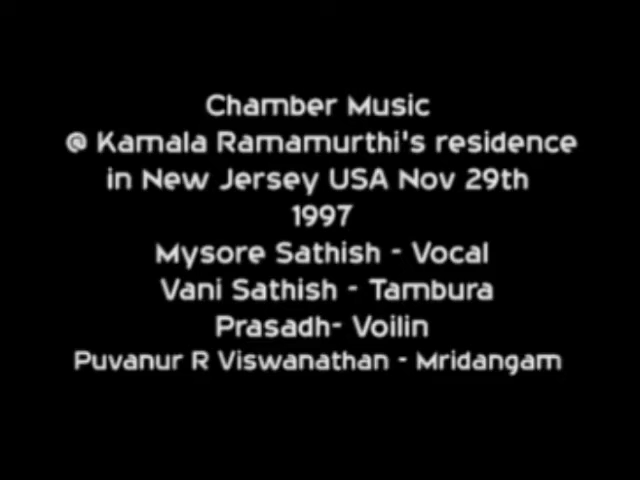 Chamber Music
@ Kamala Ramamurthi's residence
in New Jersey USA Nov 29th
1997
Mysore Sathish - Vocal
Vani Sathish - Tambura
Prasadh- Voilin
Puvanur R Viswanathan - Mridangam